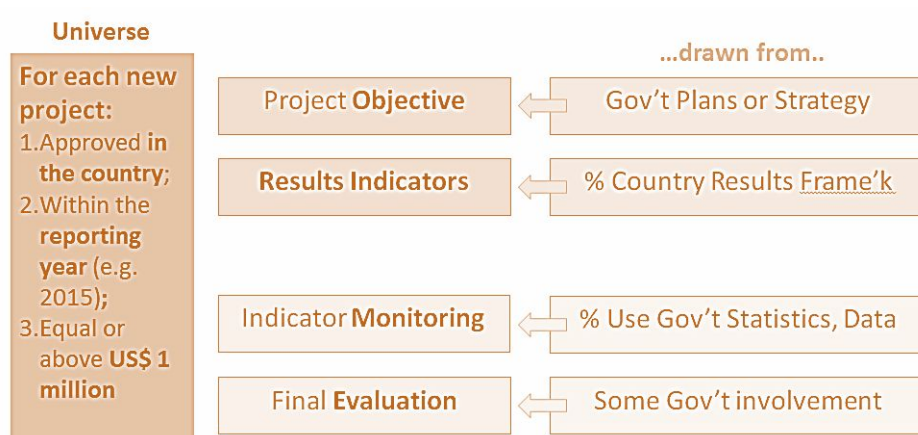 Universe
For each new
project:
1.Approved in
the country;
2.Within the
reporting
year (e.g.
2015);
3.Equal or
above US$ 1
million
...drawn from..
Project Objective
Gov't Plans or Strategy
Results Indicators
% Country Results Frame'k
Indicator Monitoring
% Use Gov't Statistics, Data
Final Evaluation
Some Gov't involvement